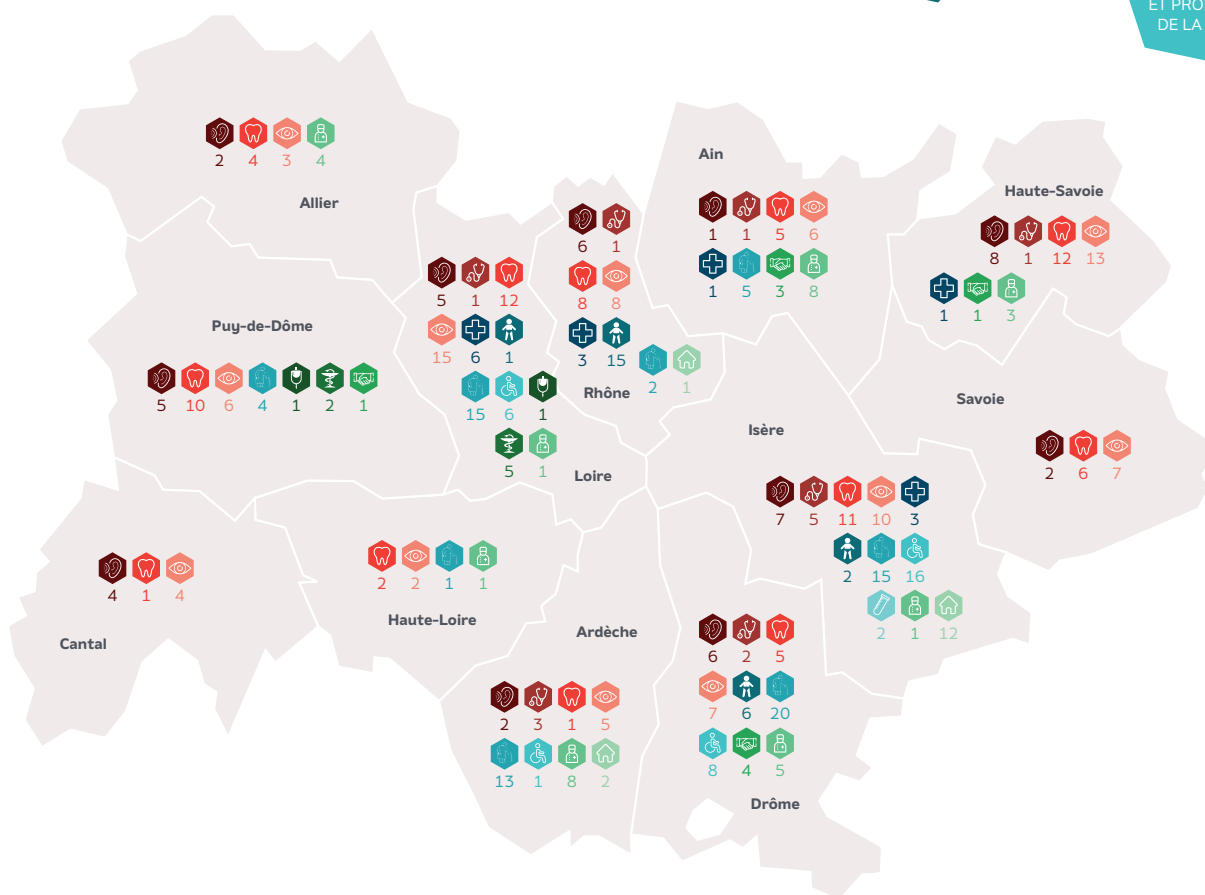 ET PRO
DE LA
2 4 3 4
Allier
Ain
1 1 5 6
1 5 3 8
Haute-Savoie
8 1 12 13
1 1 3
6 1
8 8
3 15
2 1
Rhône
5 1 12
15 6 1
15 6 1
5 1
Loire
Puy-de-Dôme
5 10 6 4 1 2 1
Savoie
2 6 7
Isère
7 5 11 10 3
2 15 16
2 1 12
4 1 4
Cantal
2 2 1 1
Haute-Loire
Ardèche
2 3 1 5
13 1 8 2
6 2 5
7 6 20
8 4 5
Drôme